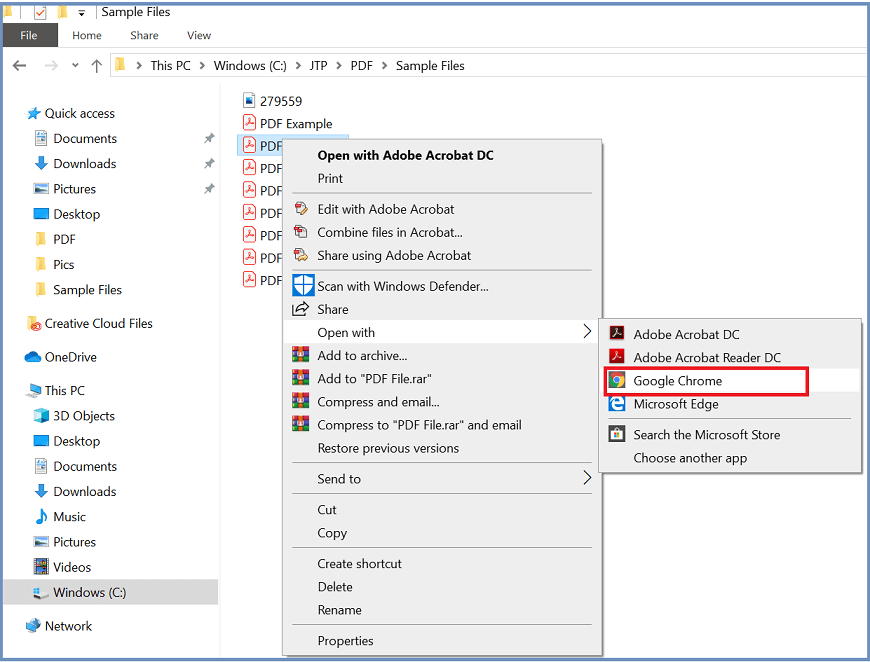 Sample Files
File Home Share View
This PC > Windows (C:) > JTP > PDF > Sample Files
Quick access
Documents
Downloads
Pictures
Desktop
PDF
Pics
Sample Files
Creative Cloud Files
OneDrive
This PC
3D Objects
Desktop
Documents
Downloads
Music
Pictures
Videos
Windows (C:)
Network
279559
PDF Example
PDF
PDF
PDF
PDF
PDF
PDF
PDF
Open with Adobe Acrobat DC
Print
Edit with Adobe Acrobat
Combine files in Acrobat...
Share using Adobe Acrobat
Scan with Windows Defender...
Share
Open with
Add to archive...
Add to "PDF File.rar"
Compress and email...
Compress to "PDF File.rar" and email
Restore previous versions
Send to
Cut
Copy
Create shortcut
Delete
Rename
Properties
Adobe Acrobat DC
Adobe Acrobat Reader DC
Google Chrome
Microsoft Edge
Search the Microsoft Store
Choose another app